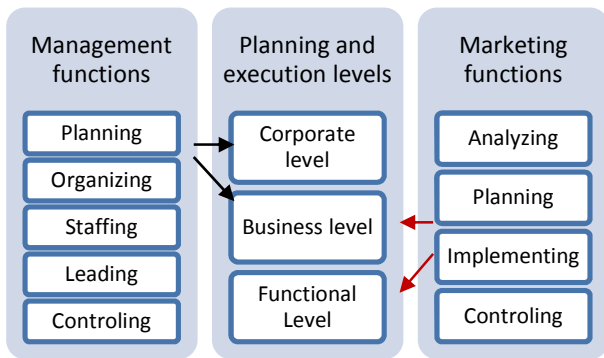 Management
functions
Planning
Organizing
Staffing
Leading
Controling
Planning and
execution levels
Corporate
level
Business level
Functional
Level
Marketing
functions
Analyzing
Planning
Implementing
Controling